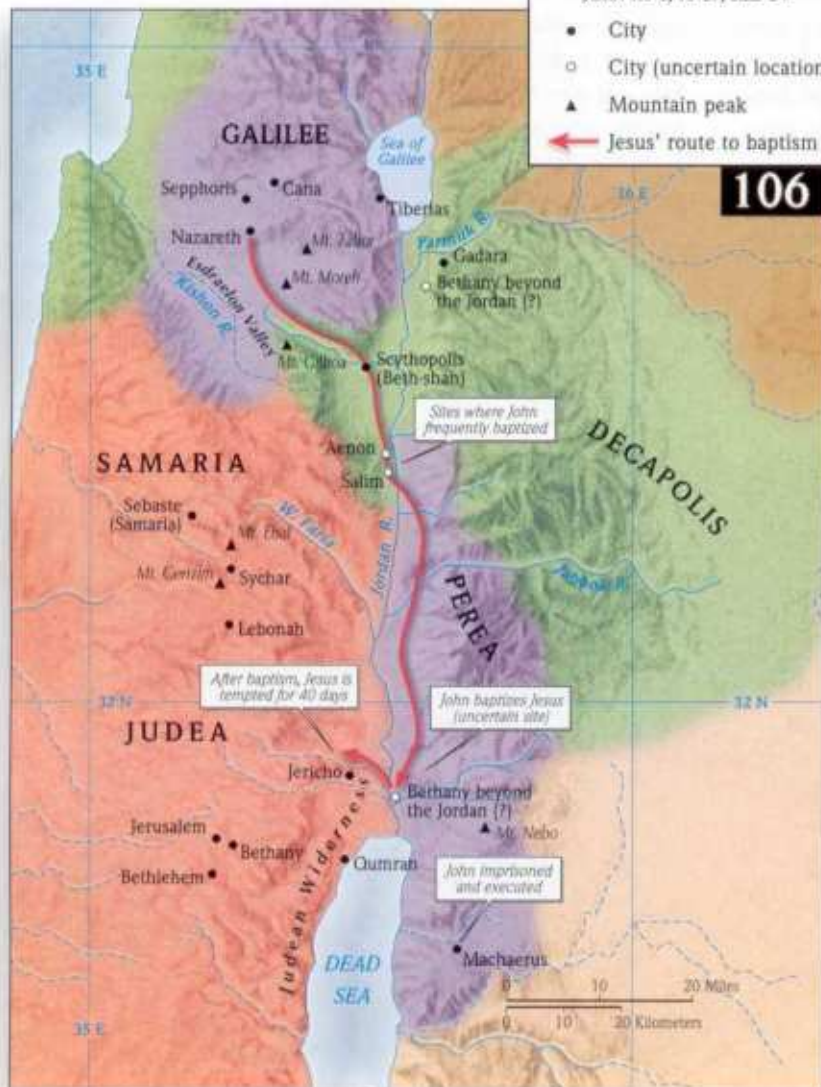 City
City (uncertain location
Mountain peak
Jesus' route to baptism
106
35 E
36 E
GALILEE
Sea of
Galilee
Sepphoris
Cana
Tiberias
Nazareth
Mt. Tabor
Yarmuk R.
Gadara
Mt. Moreh
Bethany beyond
the Jordan (?)
Esdraelon Valley
Kishon R.
Mt. Gilboa
Scythopolis
(Beth-shan)
Sites where John
frequently baptized
Aenon
Salim
DECAPOLIS
SAMARIA
Sebaste
(Samaria)
Mt. Ebal
W. Faria
Jordan R.
Mt. Gerizim
Sychar
Jabbok R.
PEREA
Lebonah
After baptism, Jesus is
tempted for 40 days
John baptizes Jesus
(uncertain site)
32 N
32 N
JUDEA
Jericho
Bethany beyond
the Jordan (?)
Mt. Nebo
Jerusalem
Bethany
Bethlehem
Qumran
Judean Wilderness
John imprisoned
and executed
Machaerus
DEAD
SEA
0 10 20 Miles
0 10 20 Kilometers
35 E